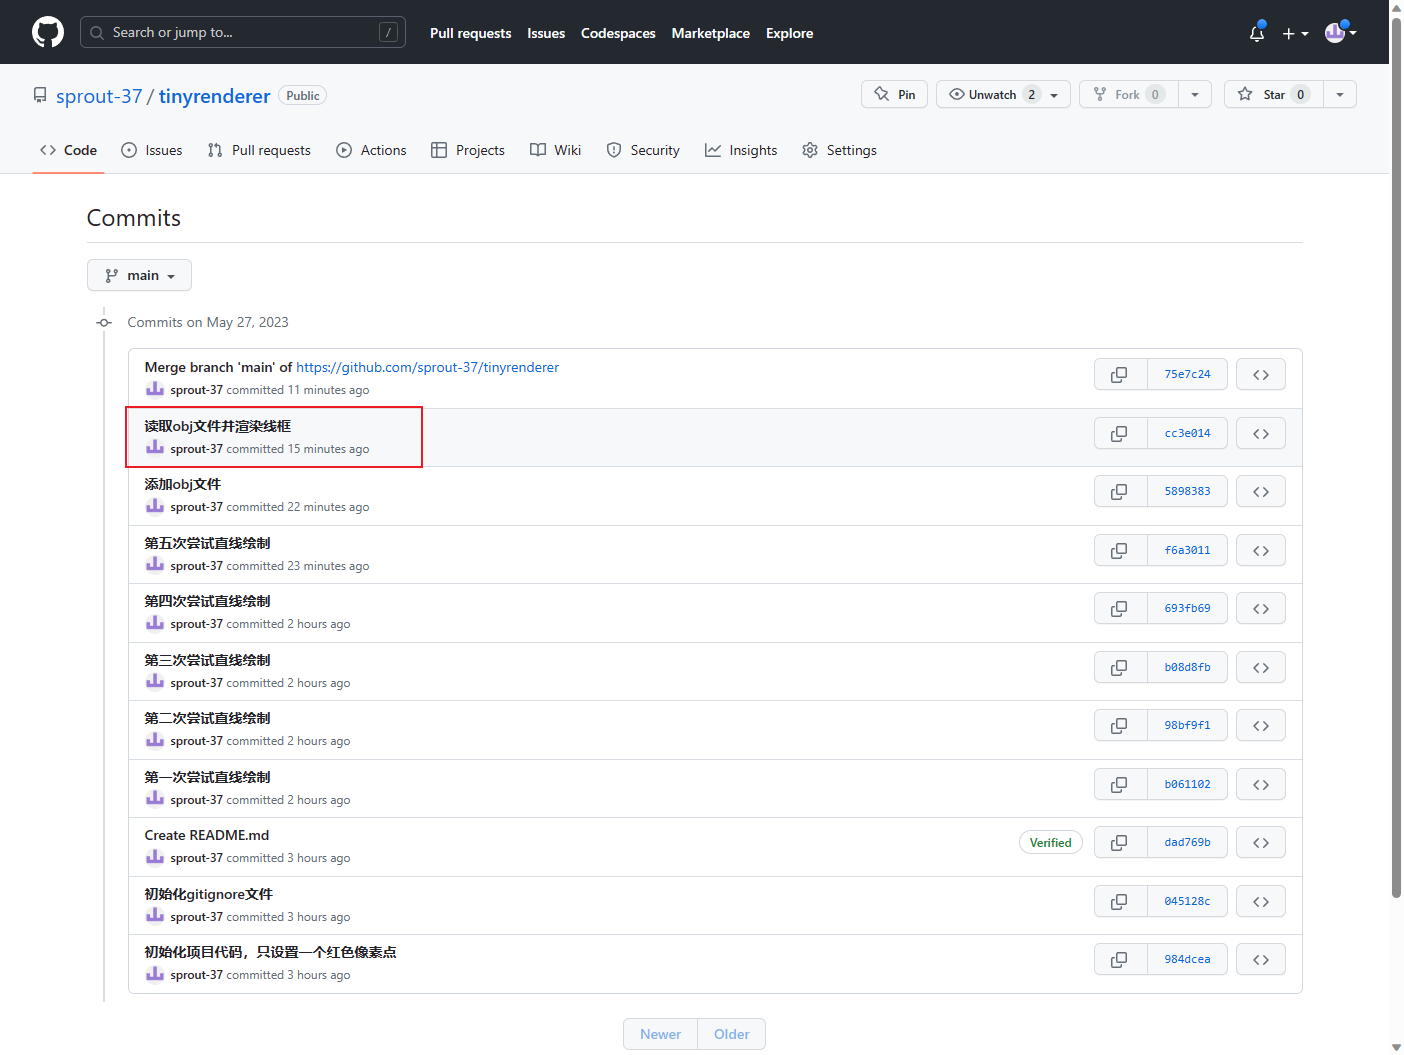 Search or jump to... /
Pull requests Issues Codespaces Marketplace Explore
sprout-37 / tinyrenderer Public
Pin Unwatch 2 Fork 0 Star 0
Code Issues Pull requests Actions Projects Wiki Security Insights Settings
Commits
main
Commits on May 27, 2023
Merge branch 'main' of https://github.com/sprout-37/tinyrenderer
sprout-37 committed 11 minutes ago
75e7c24
读取obj文件并渲染线框
sprout-37 committed 15 minutes ago
cc3e014
添加obj文件
sprout-37 committed 22 minutes ago
5898383
第五次尝试直线绘制
sprout-37 committed 23 minutes ago
f6a3011
第四次尝试直线绘制
sprout-37 committed 2 hours ago
693fb69
第三次尝试直线绘制
sprout-37 committed 2 hours ago
b08d8fb
第二次尝试直线绘制
sprout-37 committed 2 hours ago
98bf9f1
第一次尝试直线绘制
sprout-37 committed 2 hours ago
b061102
Create README.md
sprout-37 committed 3 hours ago
Verified dad769b
初始化gitignore文件
sprout-37 committed 3 hours ago
045128c
初始化项目代码，只设置一个红色像素点
sprout-37 committed 3 hours ago
984dcea
Newer Older